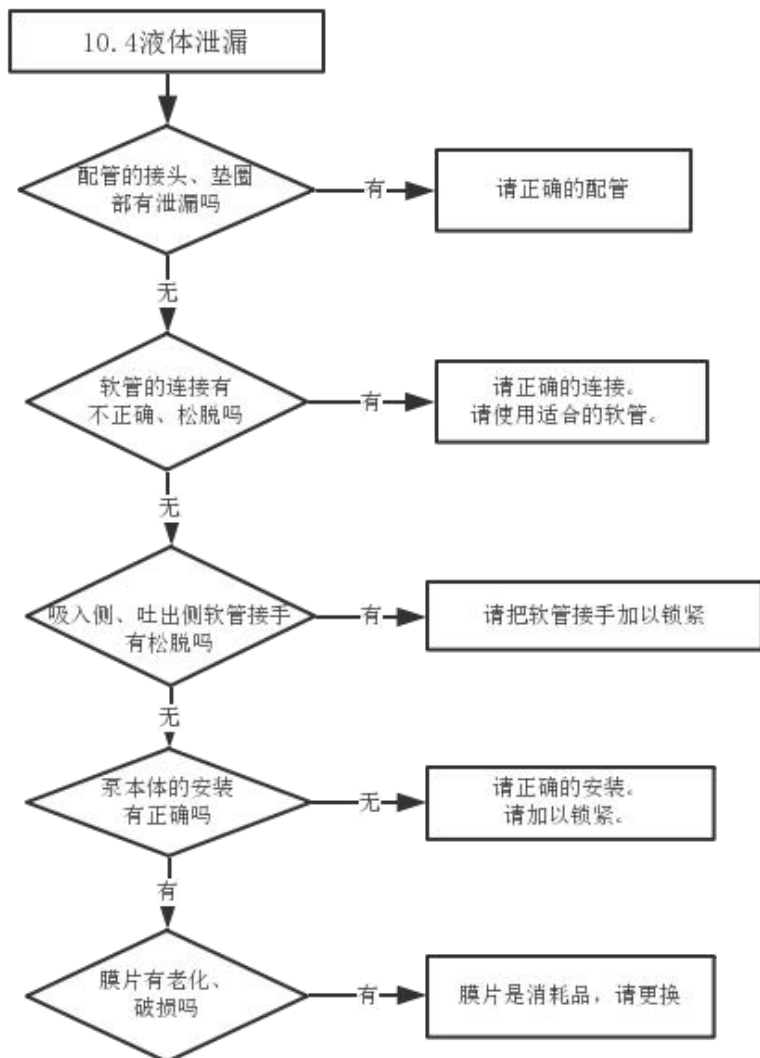 10.4液体泄漏
配管的接头、垫圈
部有泄漏吗
有
请正确的配管
无
软管的连接有
不正确、松脱吗
有
请正确的连接。
请使用适合的软管。
无
吸入侧、吐出侧软管接手
有松脱吗
有
请把软管接手加以锁紧
无
泵本体的安装
有正确吗
无
请正确的安装。
请加以锁紧。
有
膜片有老化、
破损吗
有
膜片是消耗品，请更换